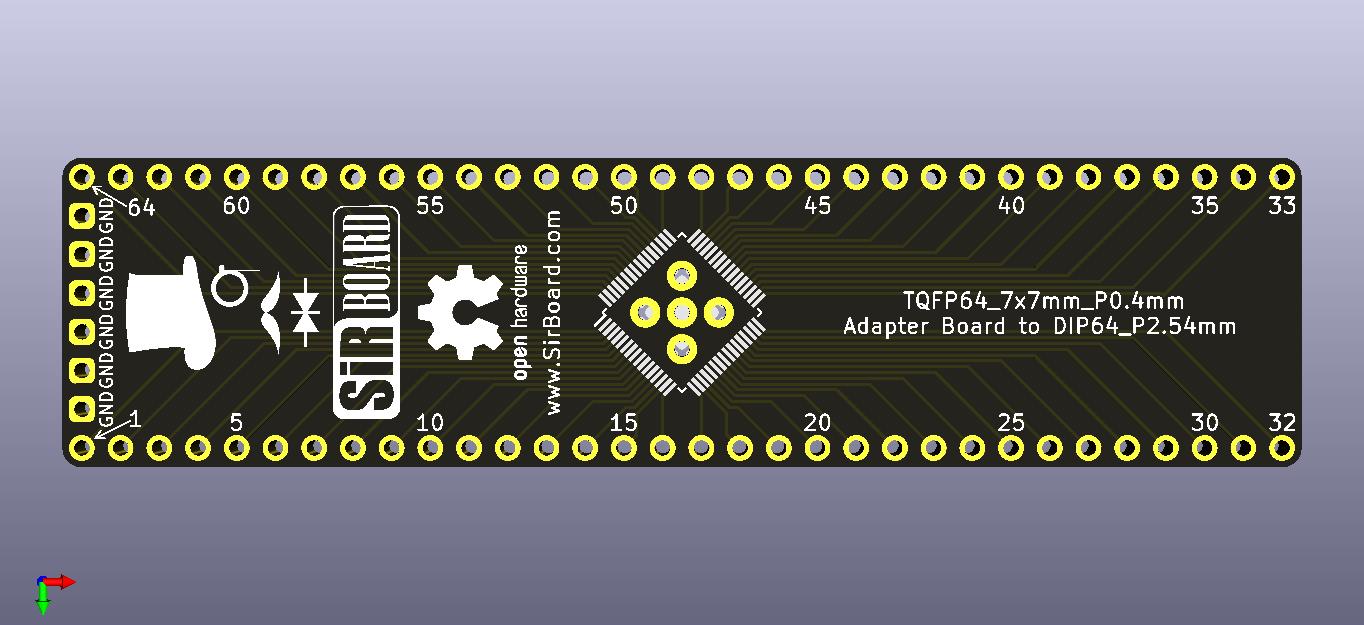 64 60 55 50 45 40 35 33
GND GND GND GND GND GND
SiR BOARD
open hardware
www.SirBoard.com
TQFP64_7x7mm_P0.4mm
Adapter Board to DIP64_P2.54mm
1 5 10 15 20 25 30 32